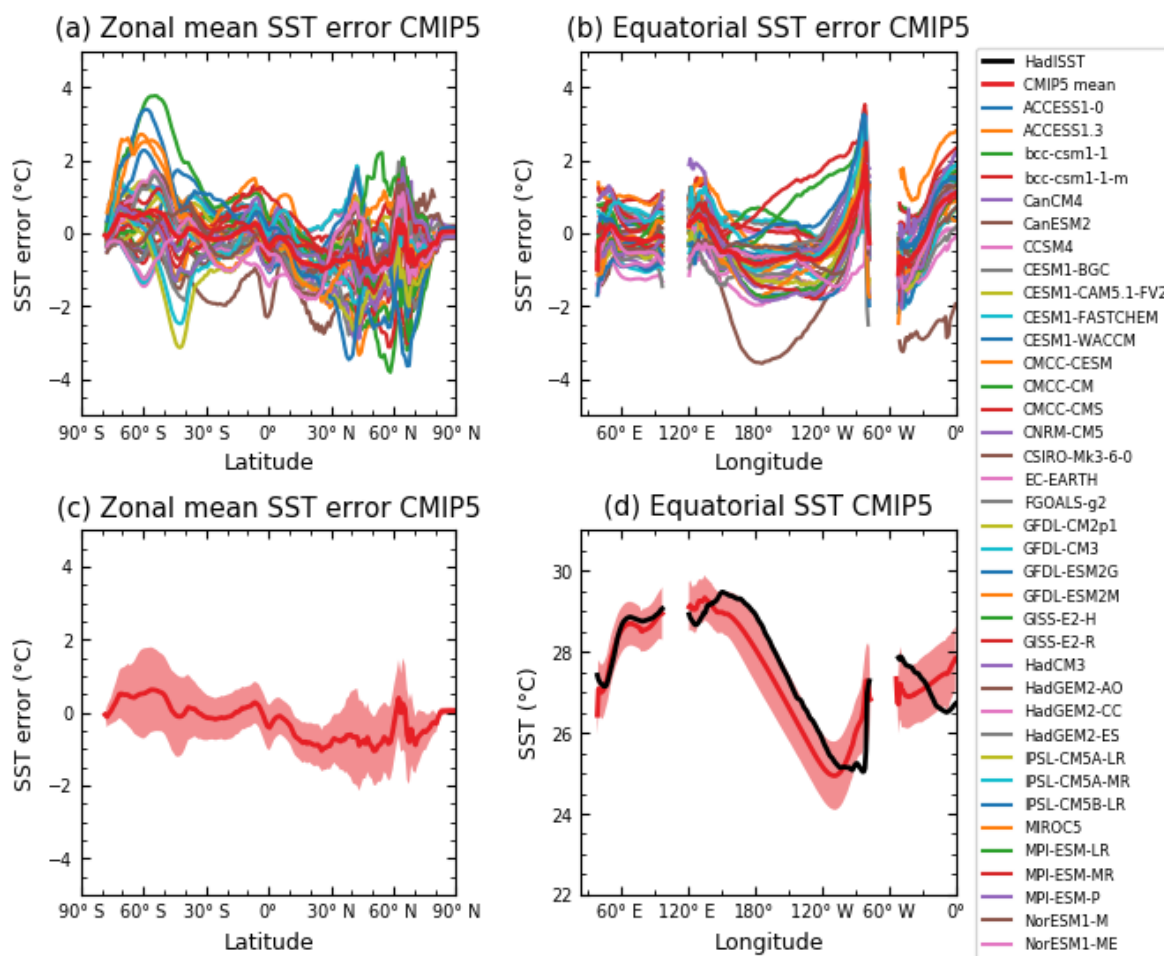 (a) Zonal mean SST error CMIP5
SST error (°C)
4
2
0
−2
−4
90° S 60° S 30° S 0° 30° N 60° N 90° N
Latitude
(b) Equatorial SST error CMIP5
SST error (°C)
4
2
0
−2
−4
60° E 120° E 180° 120° W 60° W 0°
Longitude
(c) Zonal mean SST error CMIP5
SST error (°C)
4
2
0
−2
−4
90° S 60° S 30° S 0° 30° N 60° N 90° N
Latitude
(d) Equatorial SST CMIP5
SST (°C)
30
28
26
24
22
60° E 120° E 180° 120° W 60° W 0°
Longitude
HadISST
CMIP5 mean
ACCESS1-0
ACCESS1.3
bcc-csm1-1
bcc-csm1-1-m
CanCM4
CanESM2
CCSM4
CESM1-BGC
CESM1-CAM5.1-FV2
CESM1-FASTCHEM
CESM1-WACCM
CMCC-CESM
CMCC-CM
CMCC-CMS
CNRM-CM5
CSIRO-Mk3-6-0
EC-EARTH
FGOALS-g2
GFDL-CM2p1
GFDL-CM3
GFDL-ESM2G
GFDL-ESM2M
GISS-E2-H
GISS-E2-R
HadCM3
HadGEM2-AO
HadGEM2-CC
HadGEM2-ES
IPSL-CM5A-LR
IPSL-CM5A-MR
IPSL-CM5B-LR
MIROC5
MPI-ESM-LR
MPI-ESM-MR
MPI-ESM-P
NorESM1-M
NorESM1-ME